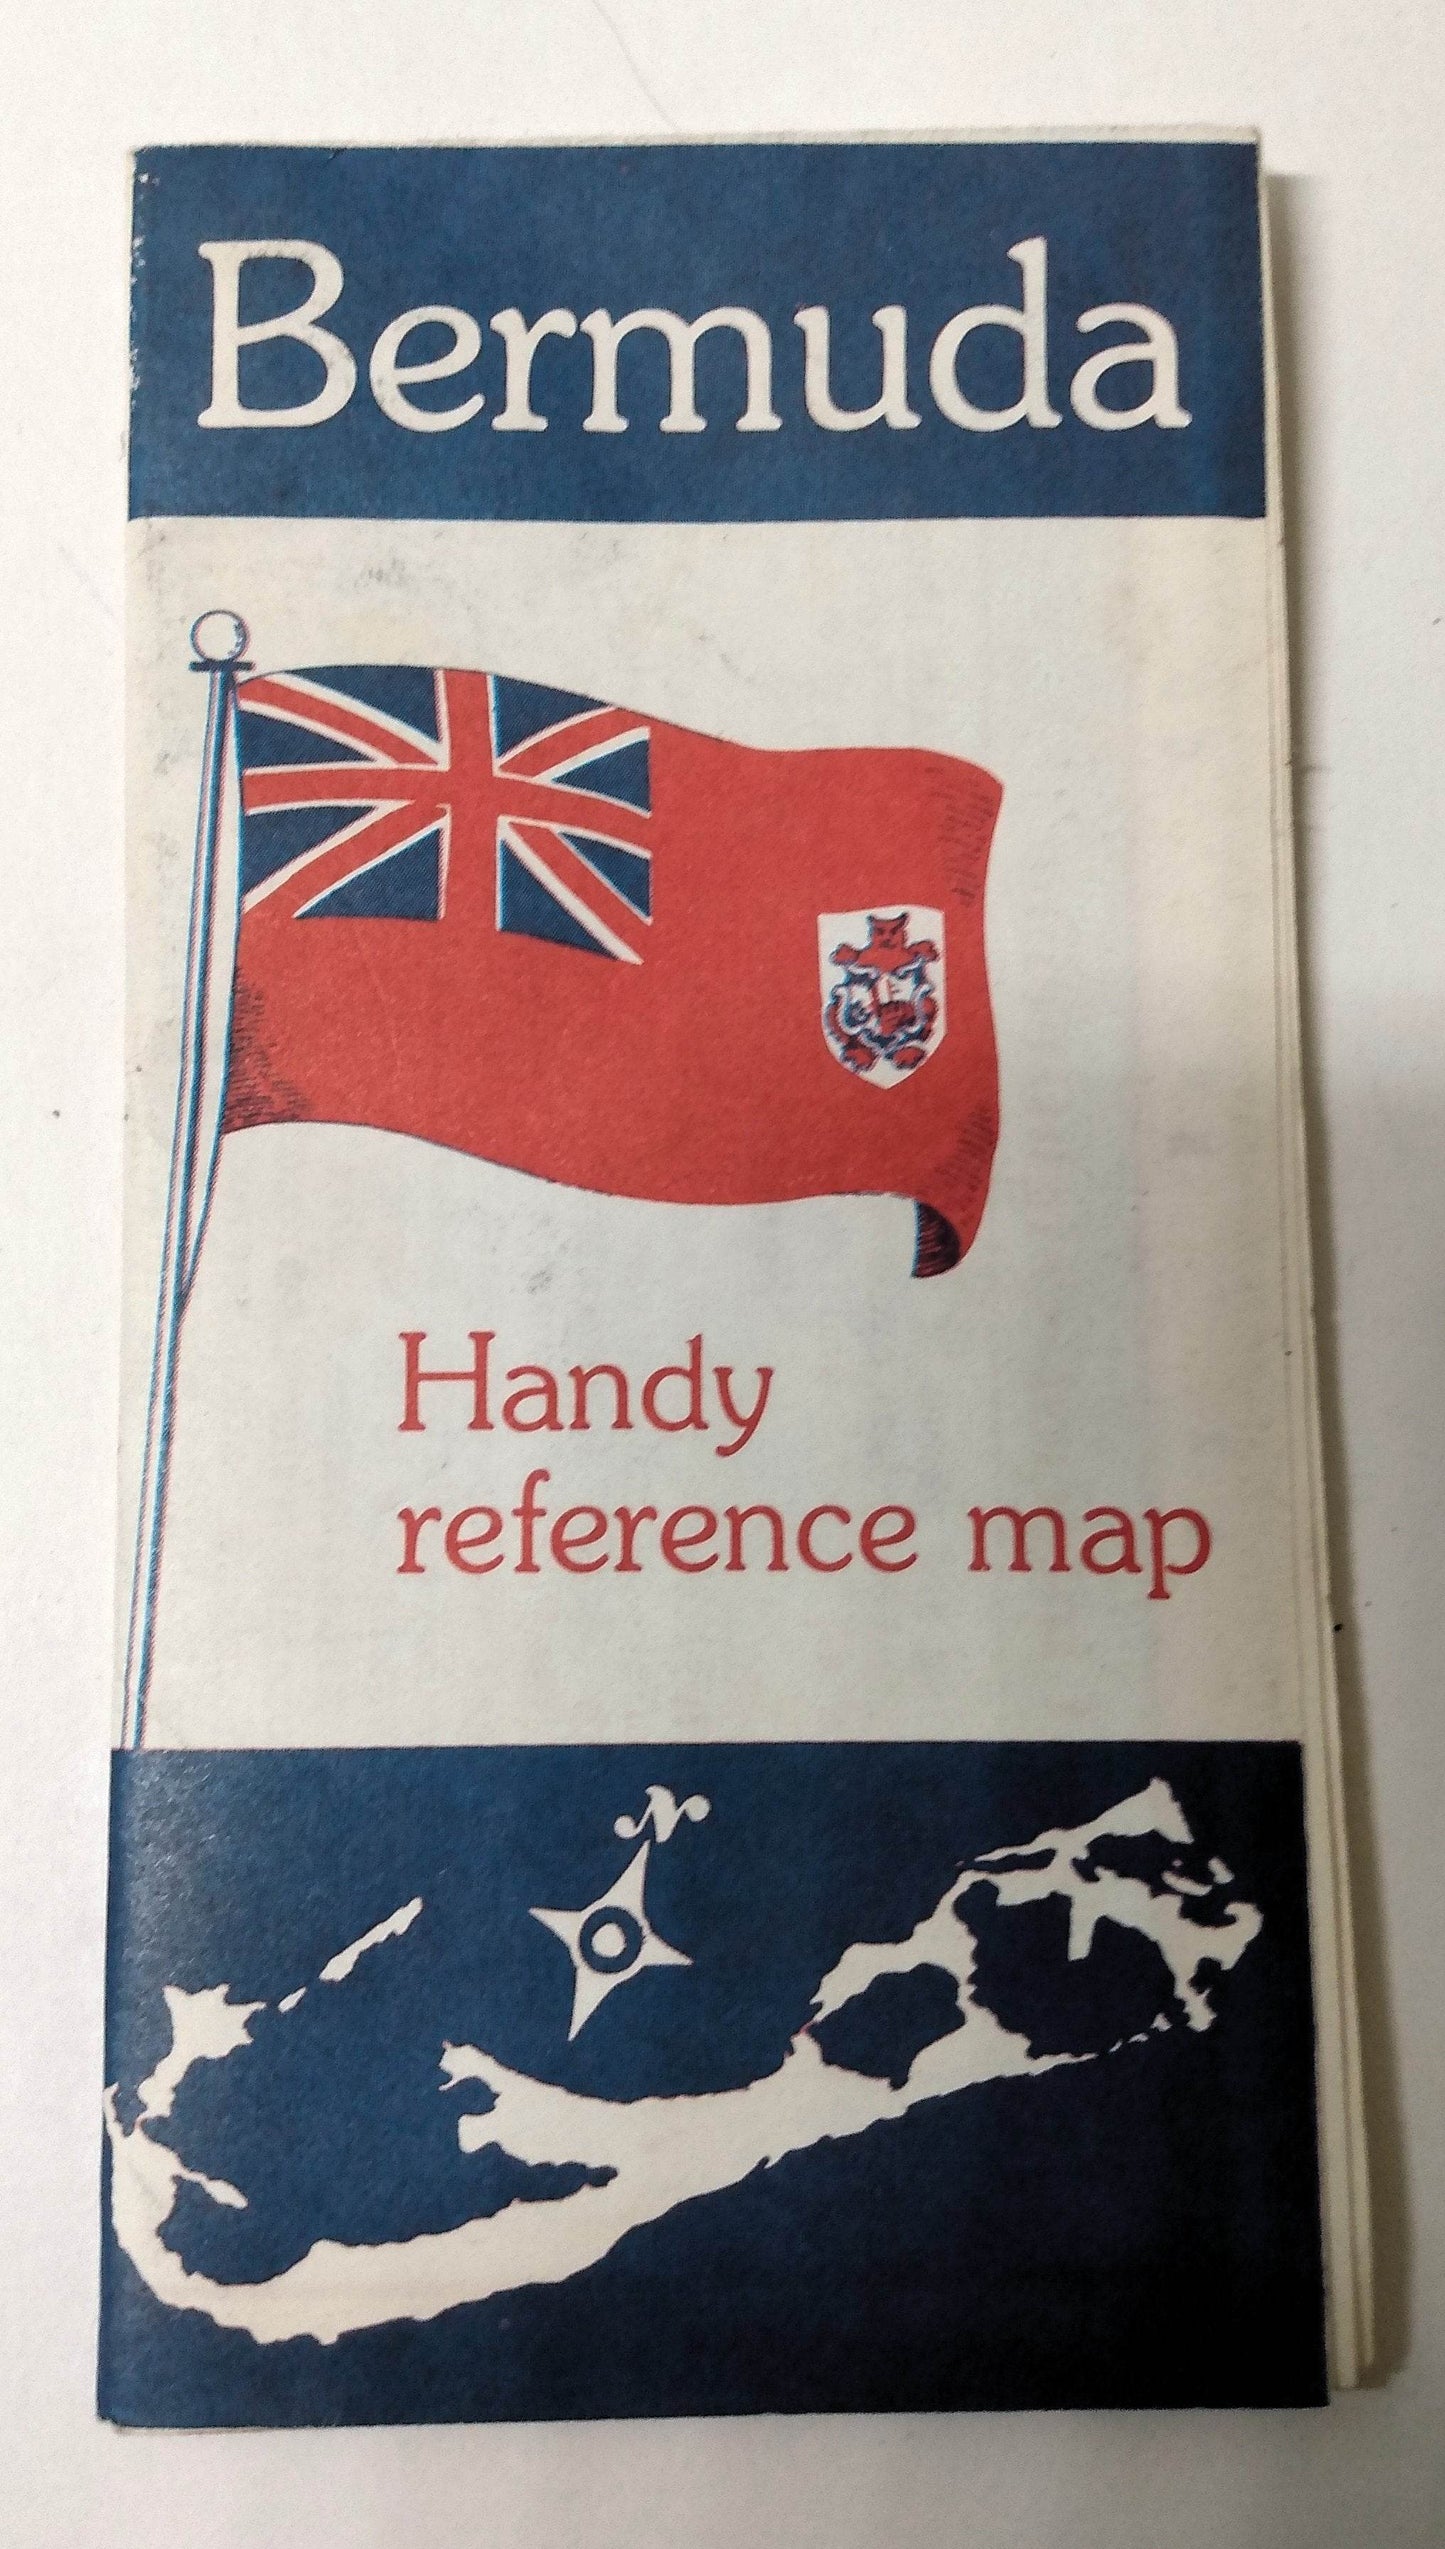 Bermuda
Handy
reference map
N